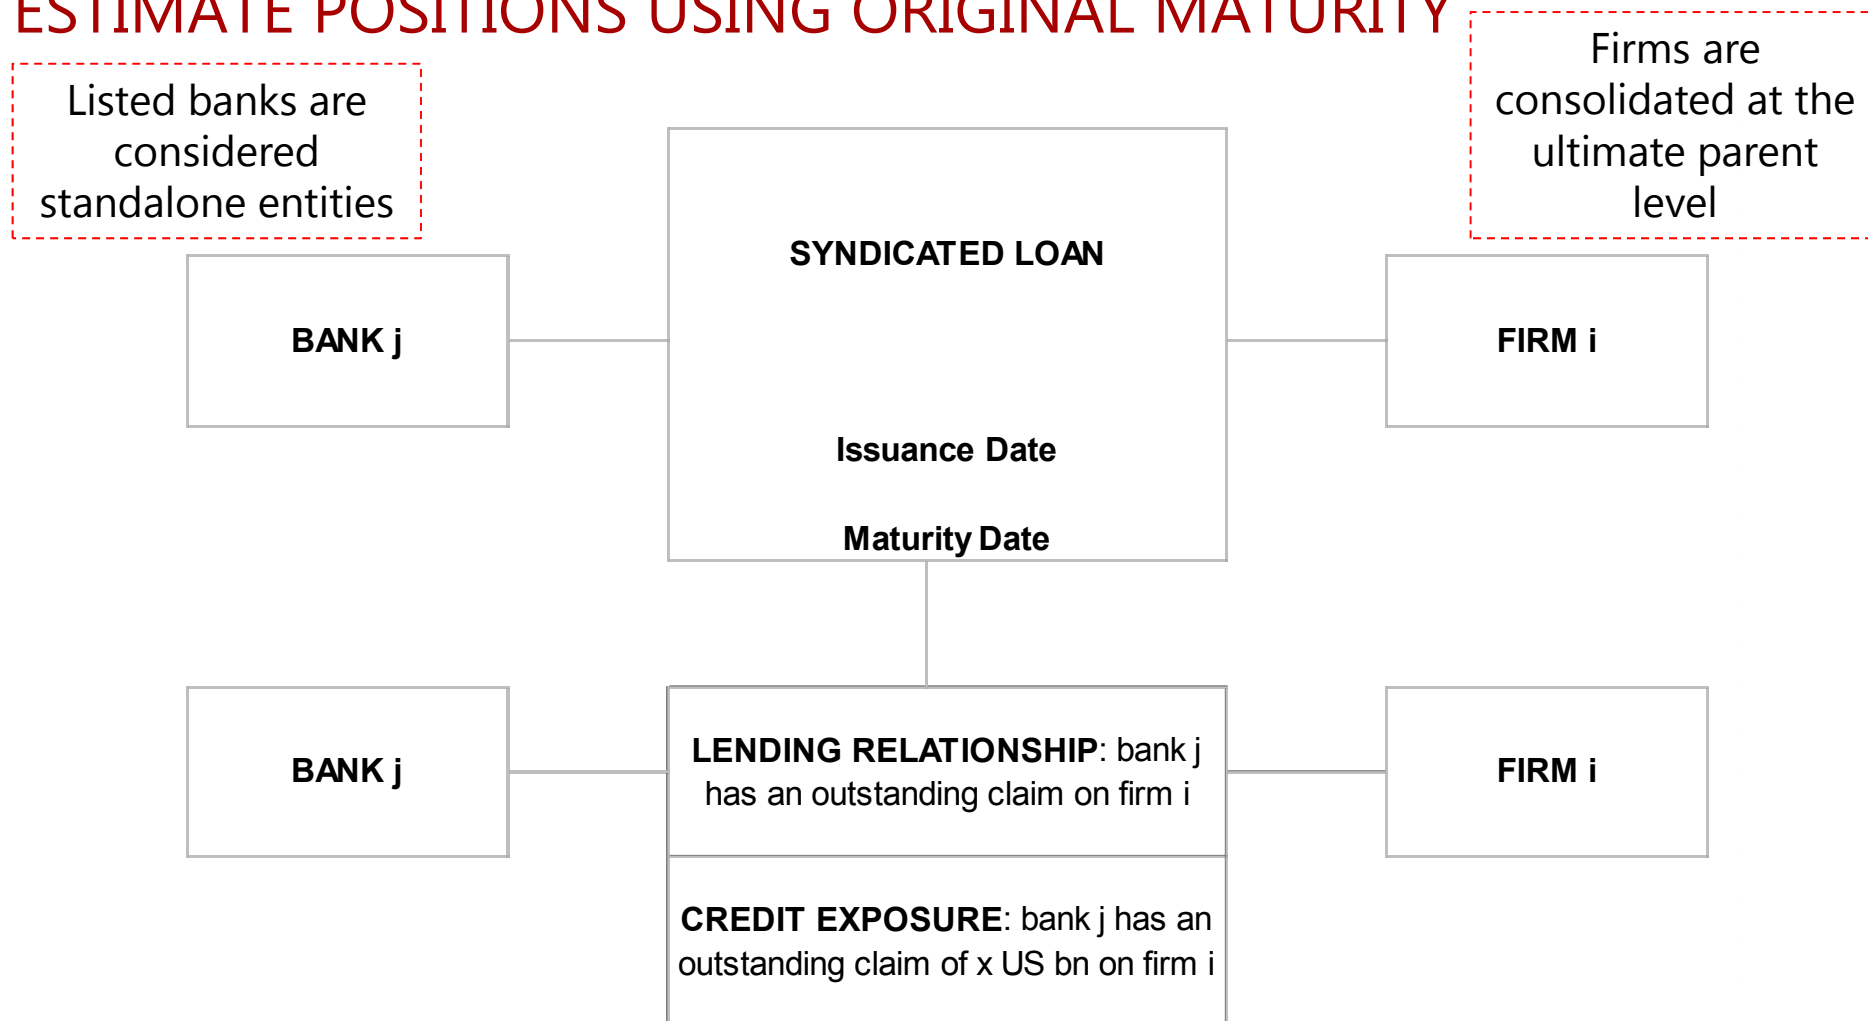 ESTIMATE POSITIONS USING ORIGINAL MATURITY
Listed banks are
considered
standalone entities
Firms are
consolidated at the
ultimate parent
level
SYNDICATED LOAN
BANK j
FIRM i
Issuance Date
Maturity Date
BANK j
LENDING RELATIONSHIP: bank j
has an outstanding claim on firm i
FIRM i
CREDIT EXPOSURE: bank j has an
outstanding claim of x US bn on firm i